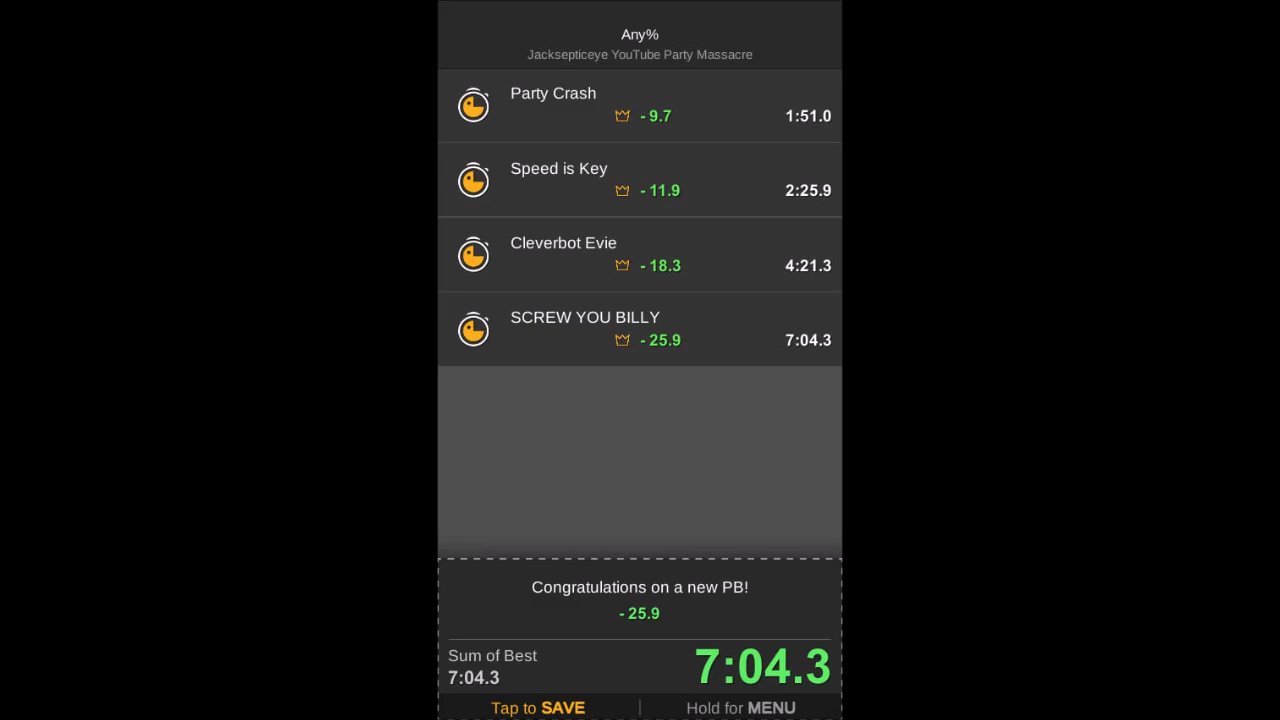 Any%
Jacksepticeye YouTube Party Massacre
Party Crash
- 9.7 1:51.0
Speed is Key
- 11.9 2:25.9
Cleverbot Evie
- 18.3 4:21.3
SCREW YOU BILLY
- 25.9 7:04.3
Congratulations on a new PB!
- 25.9
Sum of Best
7:04.3 7:04.3
Tap to SAVE Hold for MENU